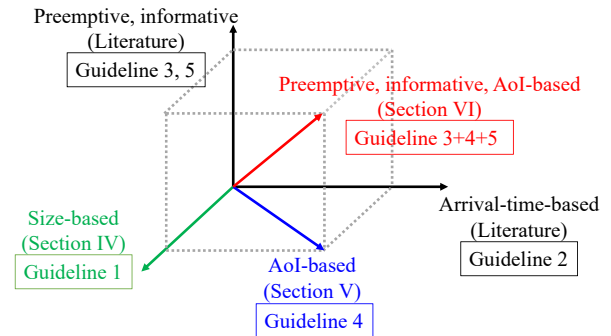 Preemptive, informative
(Literature)
Guideline 3, 5
Preemptive, informative, AoI-based
(Section VI)
Guideline 3+4+5
Size-based
(Section IV)
Guideline 1
Arrival-time-based
(Literature)
Guideline 2
AoI-based
(Section V)
Guideline 4